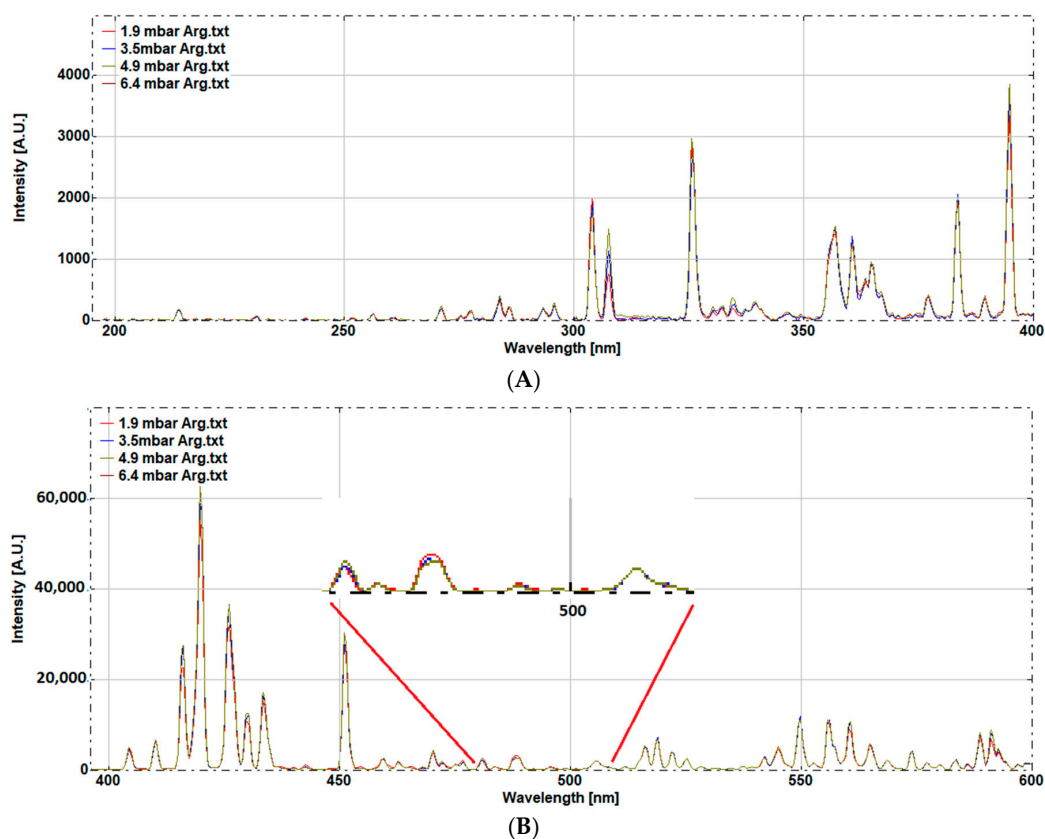 1.9 mbar Arg.txt
3.5mbar Arg.txt
4.9 mbar Arg.txt
6.4 mbar Arg.txt
Intensity [A.U.]
4000
3000
2000
1000
0
200 250 300 350 400
Wavelength [nm]
(A)
1.9 mbar Arg.txt
3.5mbar Arg.txt
4.9 mbar Arg.txt
6.4 mbar Arg.txt
Intensity [A.U.]
60,000
40,000
20,000
0
500
400 450 500 550 600
Wavelength [nm]
(B)